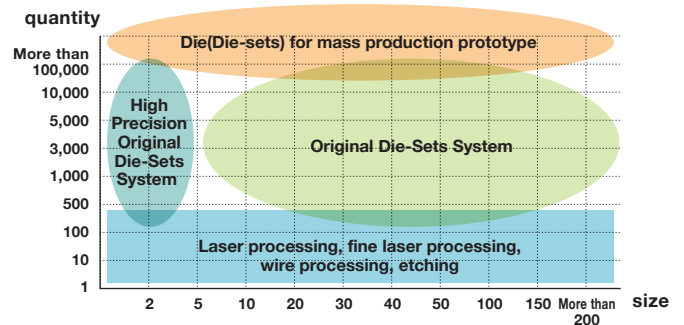 quantity
Die(Die-sets) for mass production prototype
More than
100,000
10,000
5,000
3,000
1,000
500
100
10
1
High
Precision
Original
Die-Sets
System
Original Die-Sets System
Laser processing, fine laser processing,
wire processing, etching
2 5 10 20 30 40 50 100 150 More than
200
size